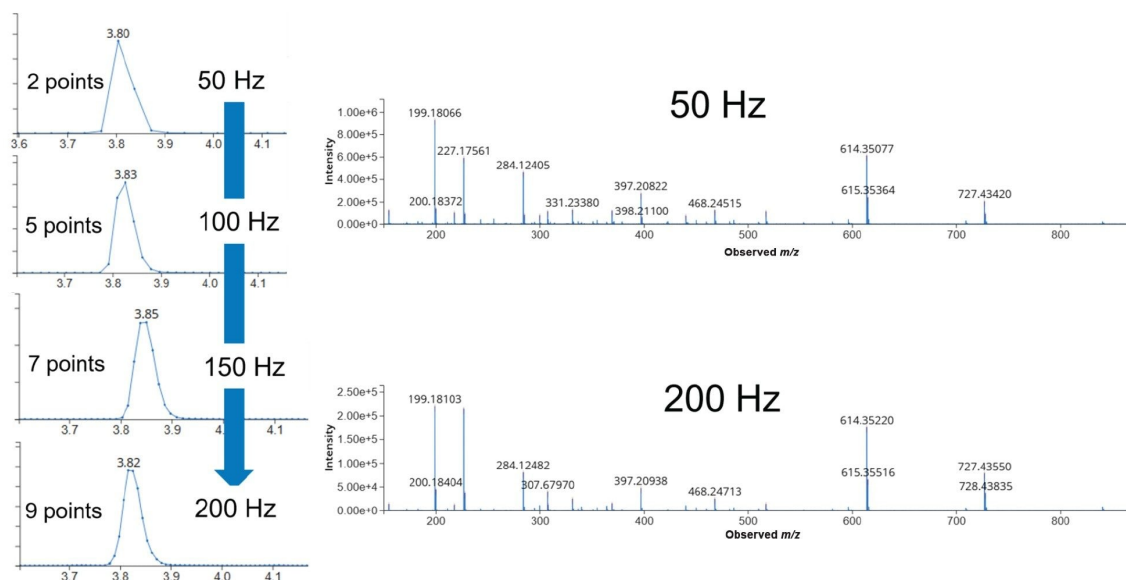 3.80
2 points
50 Hz
3.6 3.7 3.8 3.9 4.0 4.1
3.83
5 points
100 Hz
3.7 3.8 3.9 4.0 4.1
3.85
7 points
150 Hz
3.7 3.8 3.9 4.0 4.1
3.82
9 points
200 Hz
3.7 3.8 3.9 4.0 4.1
50 Hz
Intensity
1.00e+6
8.00e+5
6.00e+5
4.00e+5
2.00e+5
0.00e+0
199.18066
227.17561
284.12405
200.18372
331.23380
397.20822
398.21100
468.24515
614.35077
615.35364
727.43420
200 300 400 500 600 700 800
Observed m/z
200 Hz
Intensity
2.50e+5
2.00e+5
1.50e+5
1.00e+5
5.00e+4
0.00e+0
199.18103
200.18404
284.12482
307.67970
397.20938
468.24713
614.35220
615.35516
727.43550
728.43835
200 300 400 500 600 700 800
Observed m/z